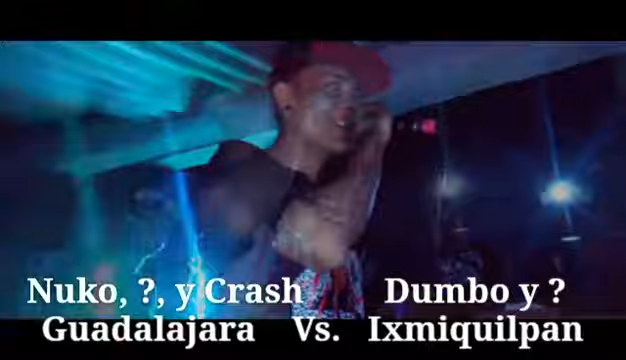 Nuko, ?, y Crash Dumbo y ?
Guadalajara Vs. Ixmiquilpan